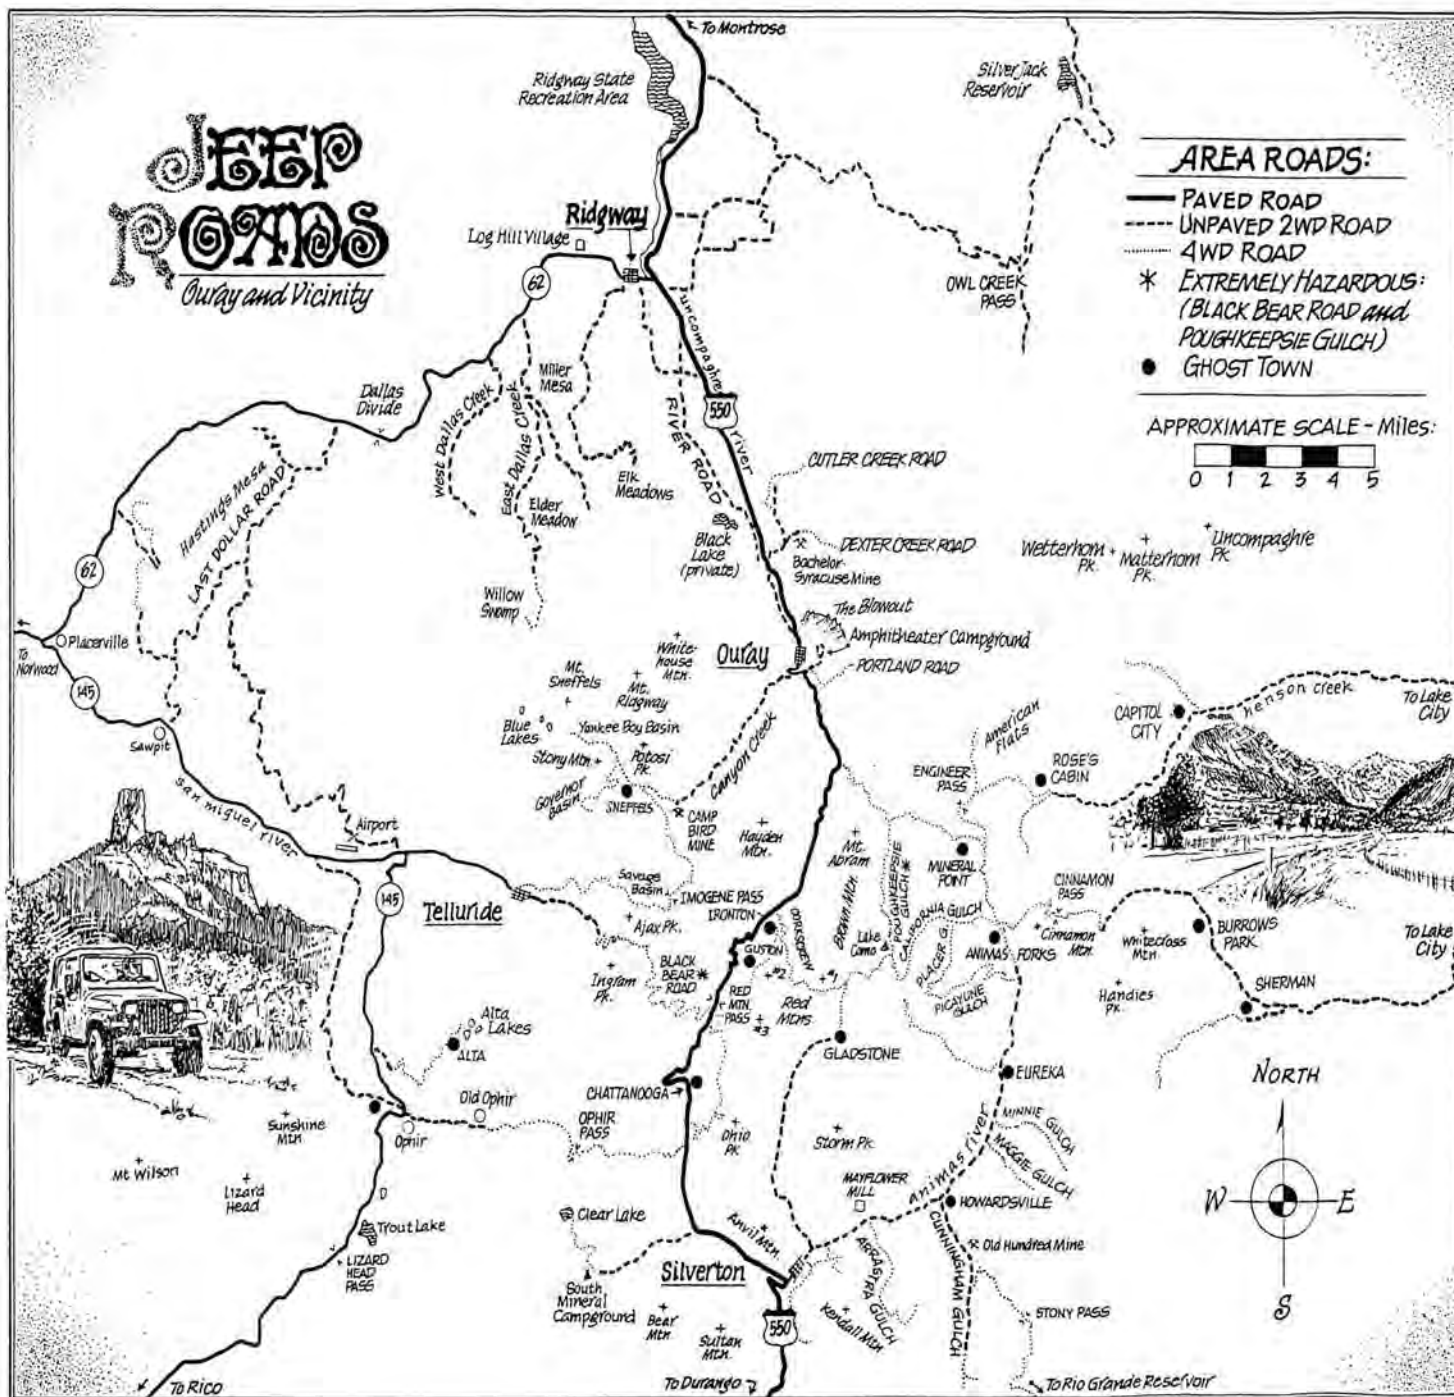 To Montrose
Ridgway State
Recreation Area
Silver Jack
Reservoir
JEEP
ROADS
Ouray and Vicinity
AREA ROADS:
PAVED ROAD
UNPAVED 2WD ROAD
4WD ROAD
* EXTREMELY HAZARDOUS:
(BLACK BEAR ROAD and
POUGHKEEPSIE GULCH)
GHOST TOWN
APPROXIMATE SCALE - Miles:
0 1 2 3 4 5
Ridgway
Log Hill Village
62
OWL CREEK
PASS
uncompaghre
river
550
Miller
Mesa
Dallas
Divide
West Dallas Creek
East Dallas Creek
RIVER ROAD
Elk
Meadows
Elder
Meadow
CUTLER CREEK ROAD
Hastings Mesa
LAST DOLLAR ROAD
Black
Lake
(private)
DEXTER CREEK ROAD
Bachelor-
Syracuse Mine
Wetterhorn
Pk.
Matterhorn
Pk.
Uncompaghre
Pk.
62
Willow
Swamp
The Blowout
Amphitheater Campground
PORTLAND ROAD
Ouray
White-
house
Mtn.
Placerville
To
Norwood
145
Sawpit
Mt.
Sneffels
Mt.
Ridgway
Blue
Lakes
Yankee Boy Basin
Stony Mtn.
Potosi
Pk.
Governor
Basin
SNEFFELS
Canyon Creek
CAMP
BIRD
MINE
Hayden
Mtn.
Mt.
Abram
American
Flats
ENGINEER
PASS
ROSE'S
CABIN
CAPITOL
CITY
henson creek
To Lake
City
san miguel river
Airport
145
Telluride
Savage
Basin
IMOGENE PASS
IRONTON
Ajax Pk.
Ingram
Pk.
BLACK
BEAR *
ROAD
GUSTON
CORKSCREW
#2
#1
RED
MTN.
PASS
#3
Red
Mtns
BROWN MTN.
Lake
Como
POUGHKEEPSIE
GULCH *
CALIFORNIA GULCH
PLACER G.
PICAYUNE
GULCH
MINERAL
POINT
ANIMAS FORKS
CINNAMON
PASS
Cinnamon
Mtn.
Whitecross
Mtn.
BURROWS
PARK
To Lake
City
Handies
Pk.
SHERMAN
Alta
Lakes
ALTA
GLADSTONE
EUREKA
CHATTANOOGA
Old Ophir
Ophir
OPHIR
PASS
Sunshine
Mtn.
Mt Wilson
Lizard
Head
Ohio
Pk.
Storm Pk.
MINNIE GULCH
MAGGIE GULCH
animas river
MAYFLOWER
MILL
HOWARDSVILLE
Trout Lake
LIZARD
HEAD
PASS
Clear Lake
South
Mineral
Campground
Anvil Mtn.
Silverton
550
ARRASTRA GULCH
CUNNINGHAM GULCH
Old Hundred Mine
STONY PASS
Bear
Mtn.
Sultan
Mtn.
Kendall Mtn
To Rico
To Durango
To Rio Grande Reservoir
NORTH
W
E
S